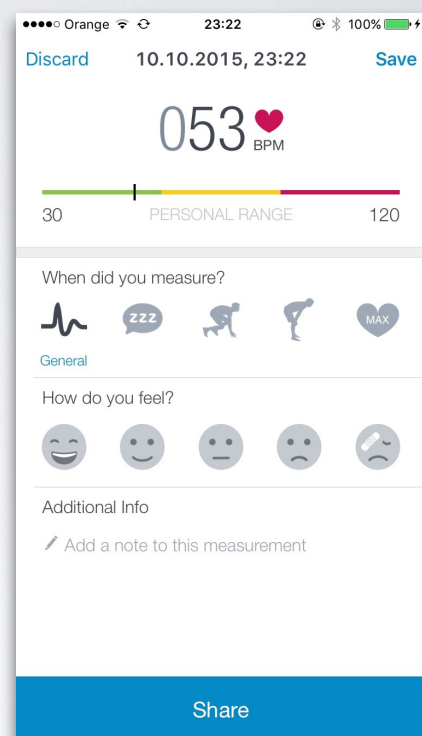 Orange 23:22 100%
Discard 10.10.2015, 23:22 Save
053
BPM
30 PERSONAL RANGE 120
When did you measure?
zzz MAX
General
How do you feel?
Additional Info
Add a note to this measurement
Share